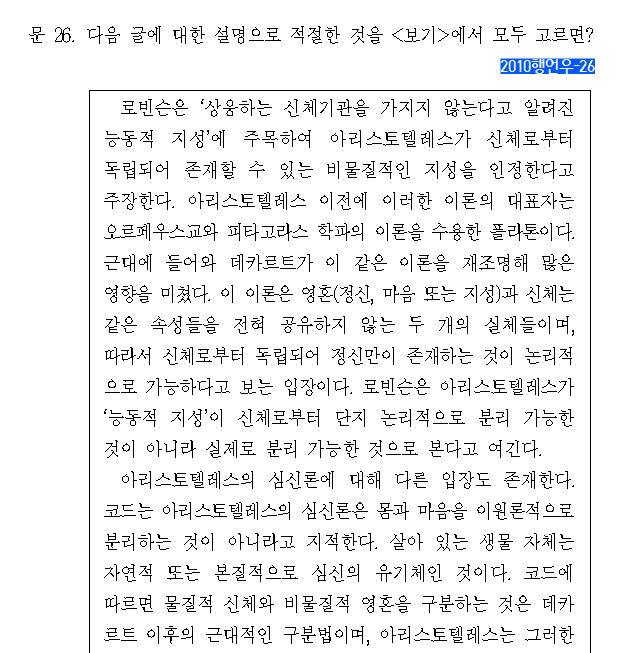 문 26. 다음 글에 대한 설명으로 적절한 것을 <보기>에서 모두 고르면?
2010행언우-26
로빈슨은 ‘상응하는 신체기관을 가지지 않는다고 알려진
능동적 지성’에 주목하여 아리스토텔레스가 신체로부터
독립되어 존재할 수 있는 비물질적인 지성을 인정한다고
주장한다. 아리스토텔레스 이전에 이러한 이론의 대표자는
오르페우스교와 피타고라스 학파의 이론을 수용한 플라톤이다.
근대에 들어와 데카르트가 이 같은 이론을 재조명해 많은
영향을 미쳤다. 이 이론은 영혼(정신, 마음 또는 지성)과 신체는
같은 속성들을 전혀 공유하지 않는 두 개의 실체들이며,
따라서 신체로부터 독립되어 정신만이 존재하는 것이 논리적
으로 가능하다고 보는 입장이다. 로빈슨은 아리스토텔레스가
‘능동적 지성’이 신체로부터 단지 논리적으로 분리 가능한
것이 아니라 실제로 분리 가능한 것으로 본다고 여긴다.
아리스토텔레스의 심신론에 대해 다른 입장도 존재한다.
코드는 아리스토텔레스의 심신론은 몸과 마음을 이원론적으로
분리하는 것이 아니라고 지적한다. 살아 있는 생물 자체는
자연적 또는 본질적으로 심신의 유기체인 것이다. 코드에
따르면 물질적 신체와 비물질적 영혼을 구분하는 것은 데카
르트 이후의 근대적인 구분법이며, 아리스토텔레스는 그러한